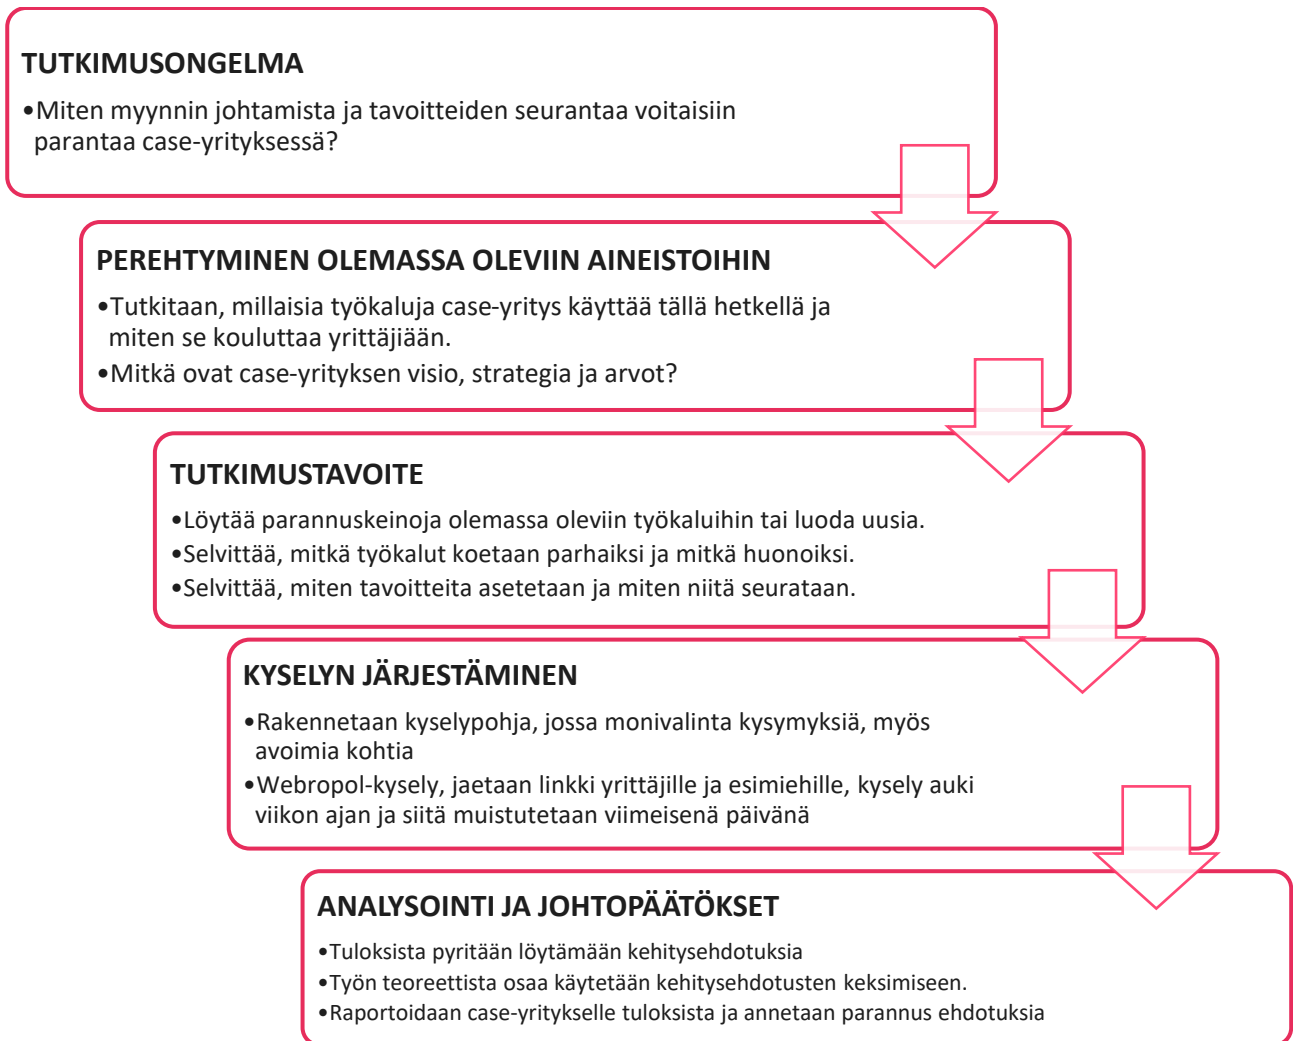 TUTKIMUSONGELMA
•Miten myynnin johtamista ja tavoitteiden seurantaa voitaisiin
parantaa case-yrityksessä?
PEREHTYMINEN OLEMASSA OLEVIIN AINEISTOIHIN
•Tutkitaan, millaisia työkaluja case-yritys käyttää tällä hetkellä ja
miten se kouluttaa yrittäjiään.
•Mitkä ovat case-yrityksen visio, strategia ja arvot?
TUTKIMUSTAVOITE
•Löytää parannuskeinoja olemassa oleviin työkaluihin tai luoda uusia.
•Selvittää, mitkä työkalut koetaan parhaiksi ja mitkä huonoiksi.
•Selvittää, miten tavoitteita asetetaan ja miten niitä seurataan.
KYSELYN JÄRJESTÄMINEN
•Rakennetaan kyselypohja, jossa monivalinta kysymyksiä, myös
avoimia kohtia
•Webropol-kysely, jaetaan linkki yrittäjille ja esimiehille, kysely auki
viikon ajan ja siitä muistutetaan viimeisenä päivänä
ANALYSOINTI JA JOHTOPÄÄTÖKSET
•Tuloksista pyritään löytämään kehitysehdotuksia
•Työn teoreettista osaa käytetään kehitysehdotusten keksimiseen.
•Raportoidaan case-yritykselle tuloksista ja annetaan parannus ehdotuksia